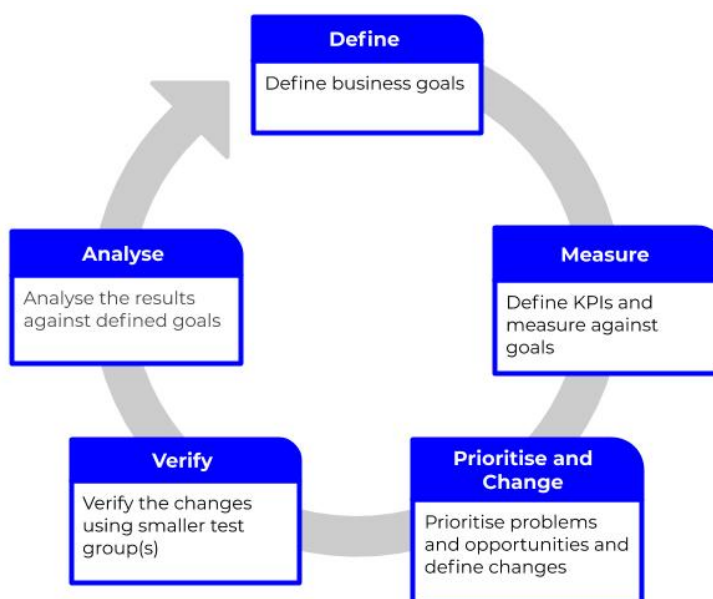 Define
Define business goals
Measure
Define KPIs and
measure against
goals
Prioritise and
Change
Prioritise problems
and opportunities and
define changes
Verify
Verify the changes
using smaller test
group(s)
Analyse
Analyse the results
against defined goals